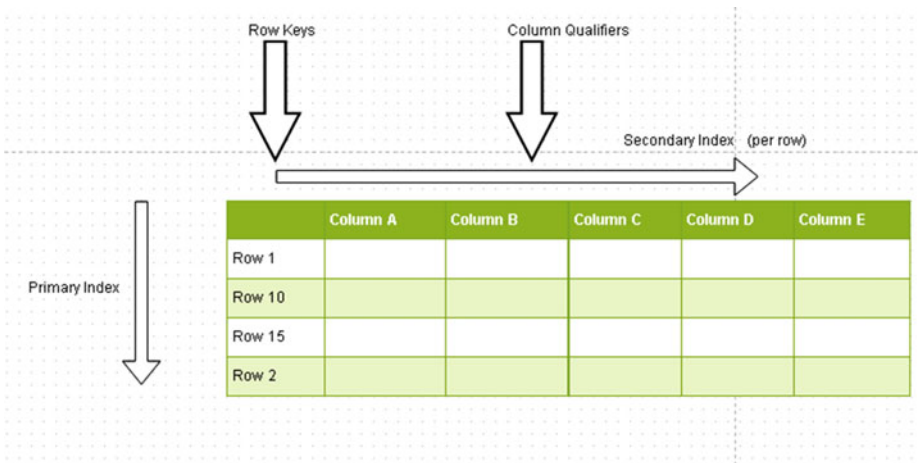 Row Keys
Column Qualifiers
Secondary Index (per row)
Column A Column B Column C Column D Column E
Row 1
Primary Index
Row 10
Row 15
Row 2